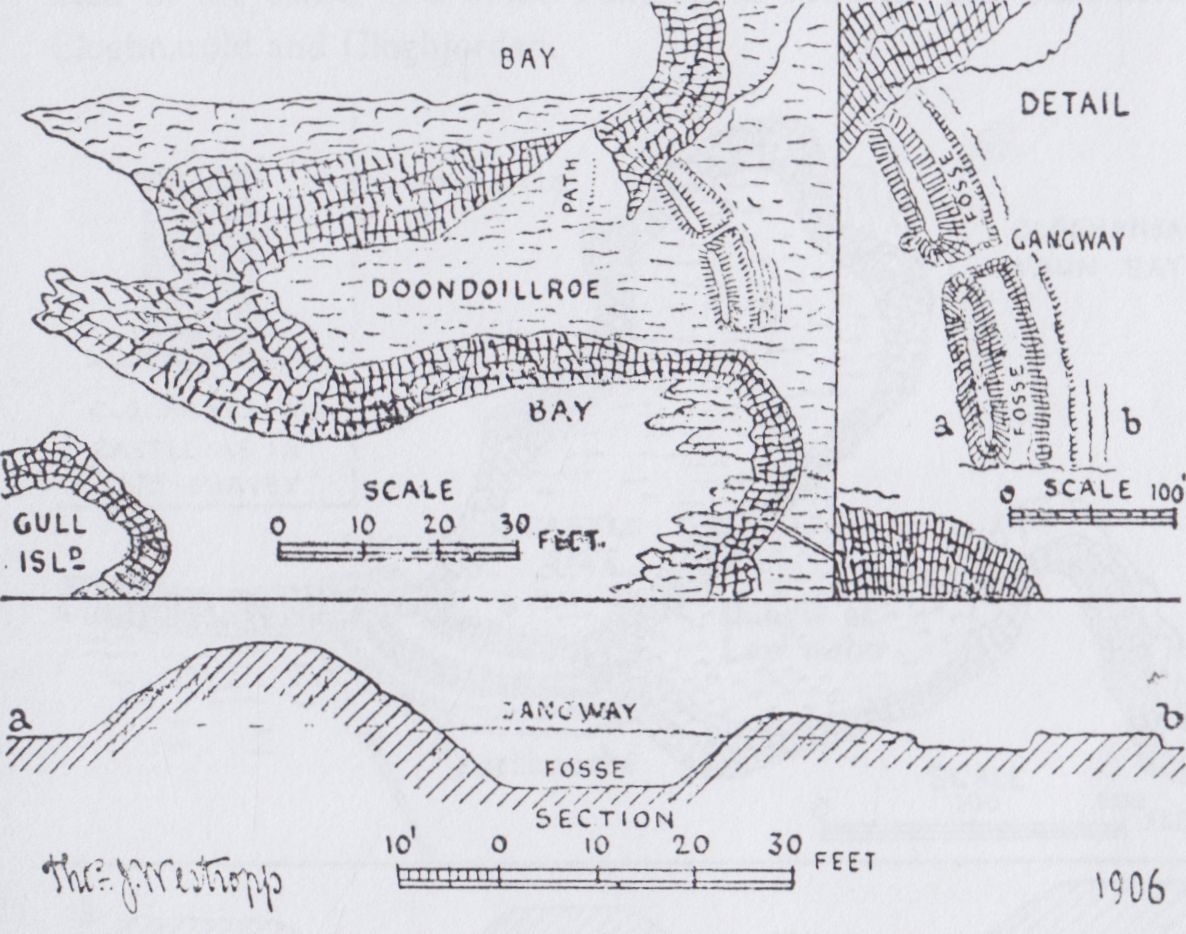 BAY
DETAIL
PATH
FOSSE
GANGWAY
DOONDOILLROE
BAY
FOSSE
a b
SCALE
0 10 20 30 FEET.
0 SCALE 100'
GULL
ISLD
a GANGWAY b
FOSSE
SECTION
10' 0 10 20 30 FEET
Thos. J. Westropp
1906